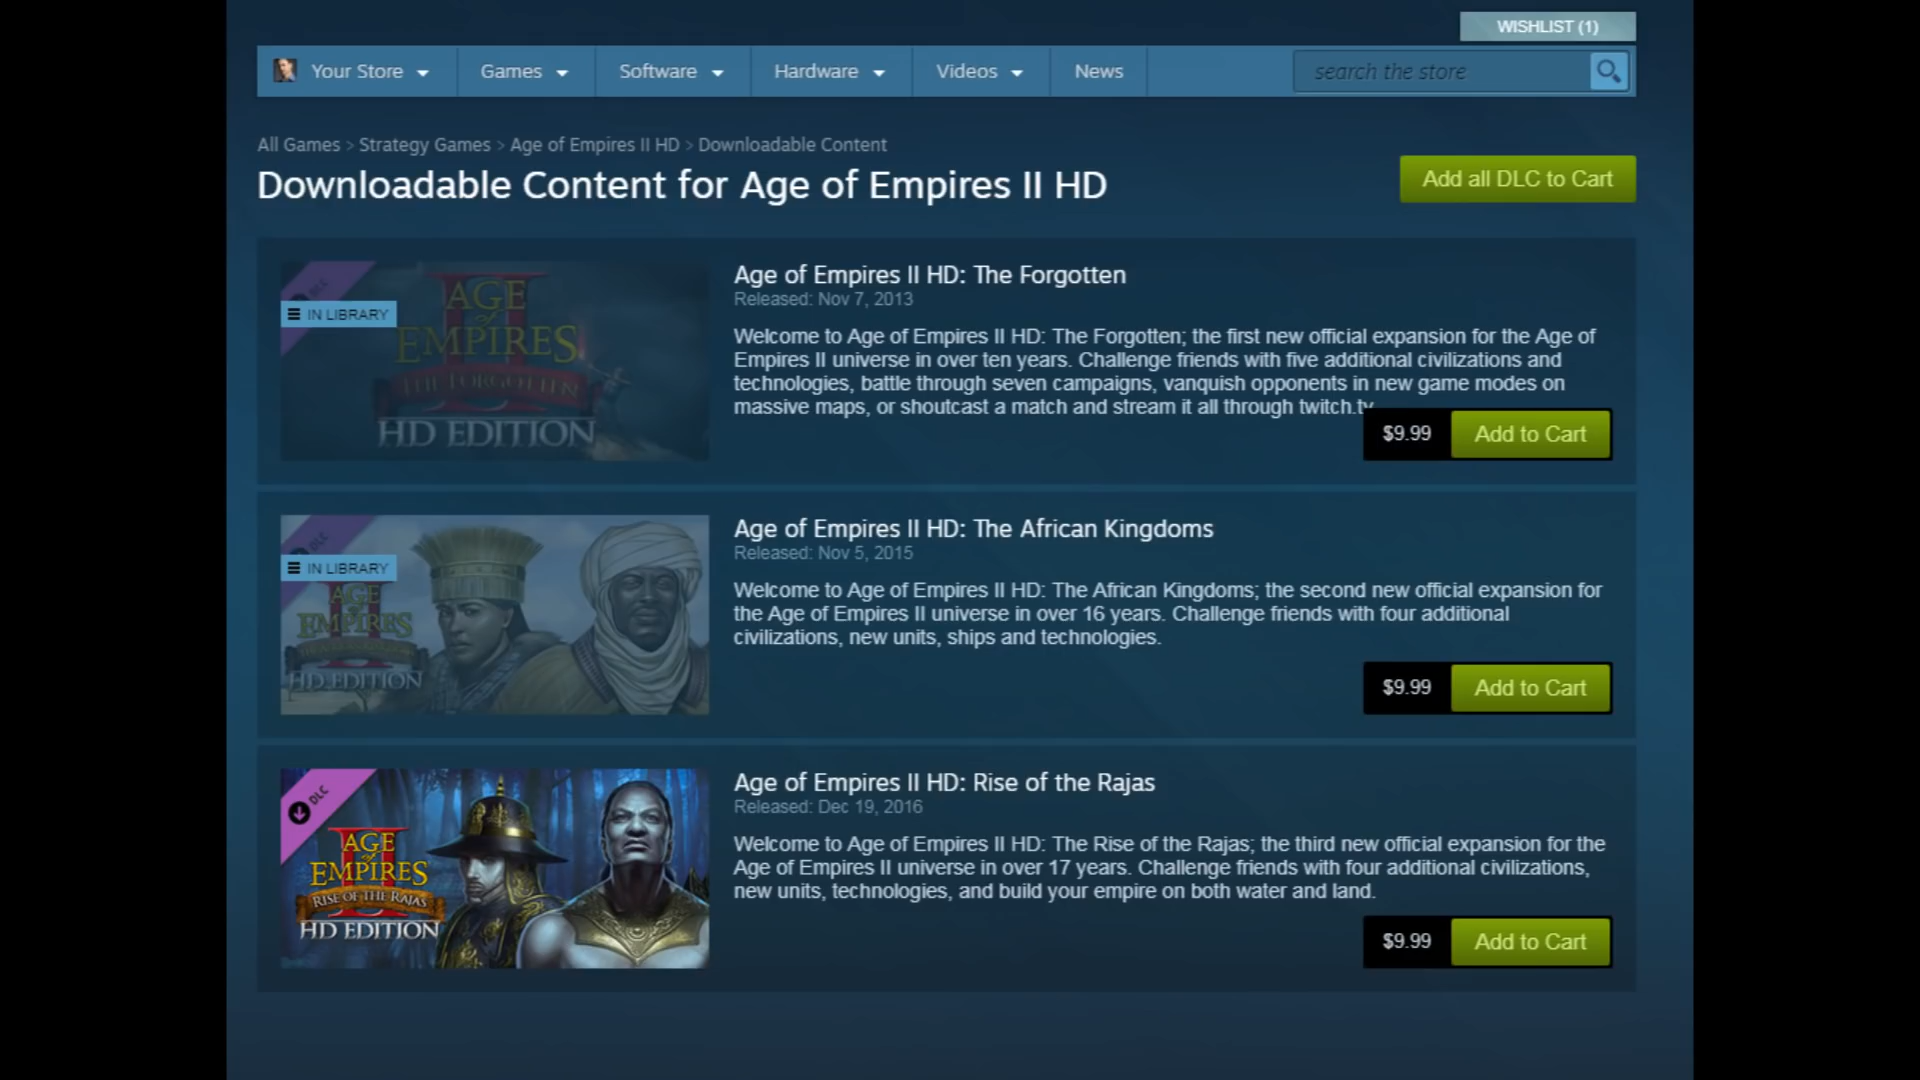 WISHLIST (1)
Your Store
Games
Software
Hardware
Videos
News
search the store
All Games > Strategy Games > Age of Empires II HD > Downloadable Content
Downloadable Content for Age of Empires II HD
Add all DLC to Cart
DLC
IN LIBRARY
AGE
of
EMPIRES
II
THE FORGOTTEN
HD EDITION
Age of Empires II HD: The Forgotten
Released: Nov 7, 2013
Welcome to Age of Empires II HD: The Forgotten; the first new official expansion for the Age of
Empires II universe in over ten years. Challenge friends with five additional civilizations and
technologies, battle through seven campaigns, vanquish opponents in new game modes on
massive maps, or shoutcast a match and stream it all through twitch.tv
$9.99
Add to Cart
DLC
IN LIBRARY
AGE
of
EMPIRES
II
THE AFRICAN KINGDOMS
HD EDITION
Age of Empires II HD: The African Kingdoms
Released: Nov 5, 2015
Welcome to Age of Empires II HD: The African Kingdoms; the second new official expansion for
the Age of Empires II universe in over 16 years. Challenge friends with four additional
civilizations, new units, ships and technologies.
$9.99
Add to Cart
DLC
AGE
of
EMPIRES
II
RISE OF THE RAJAS
HD EDITION
Age of Empires II HD: Rise of the Rajas
Released: Dec 19, 2016
Welcome to Age of Empires II HD: The Rise of the Rajas; the third new official expansion for the
Age of Empires II universe in over 17 years. Challenge friends with four additional civilizations,
new units, technologies, and build your empire on both water and land.
$9.99
Add to Cart